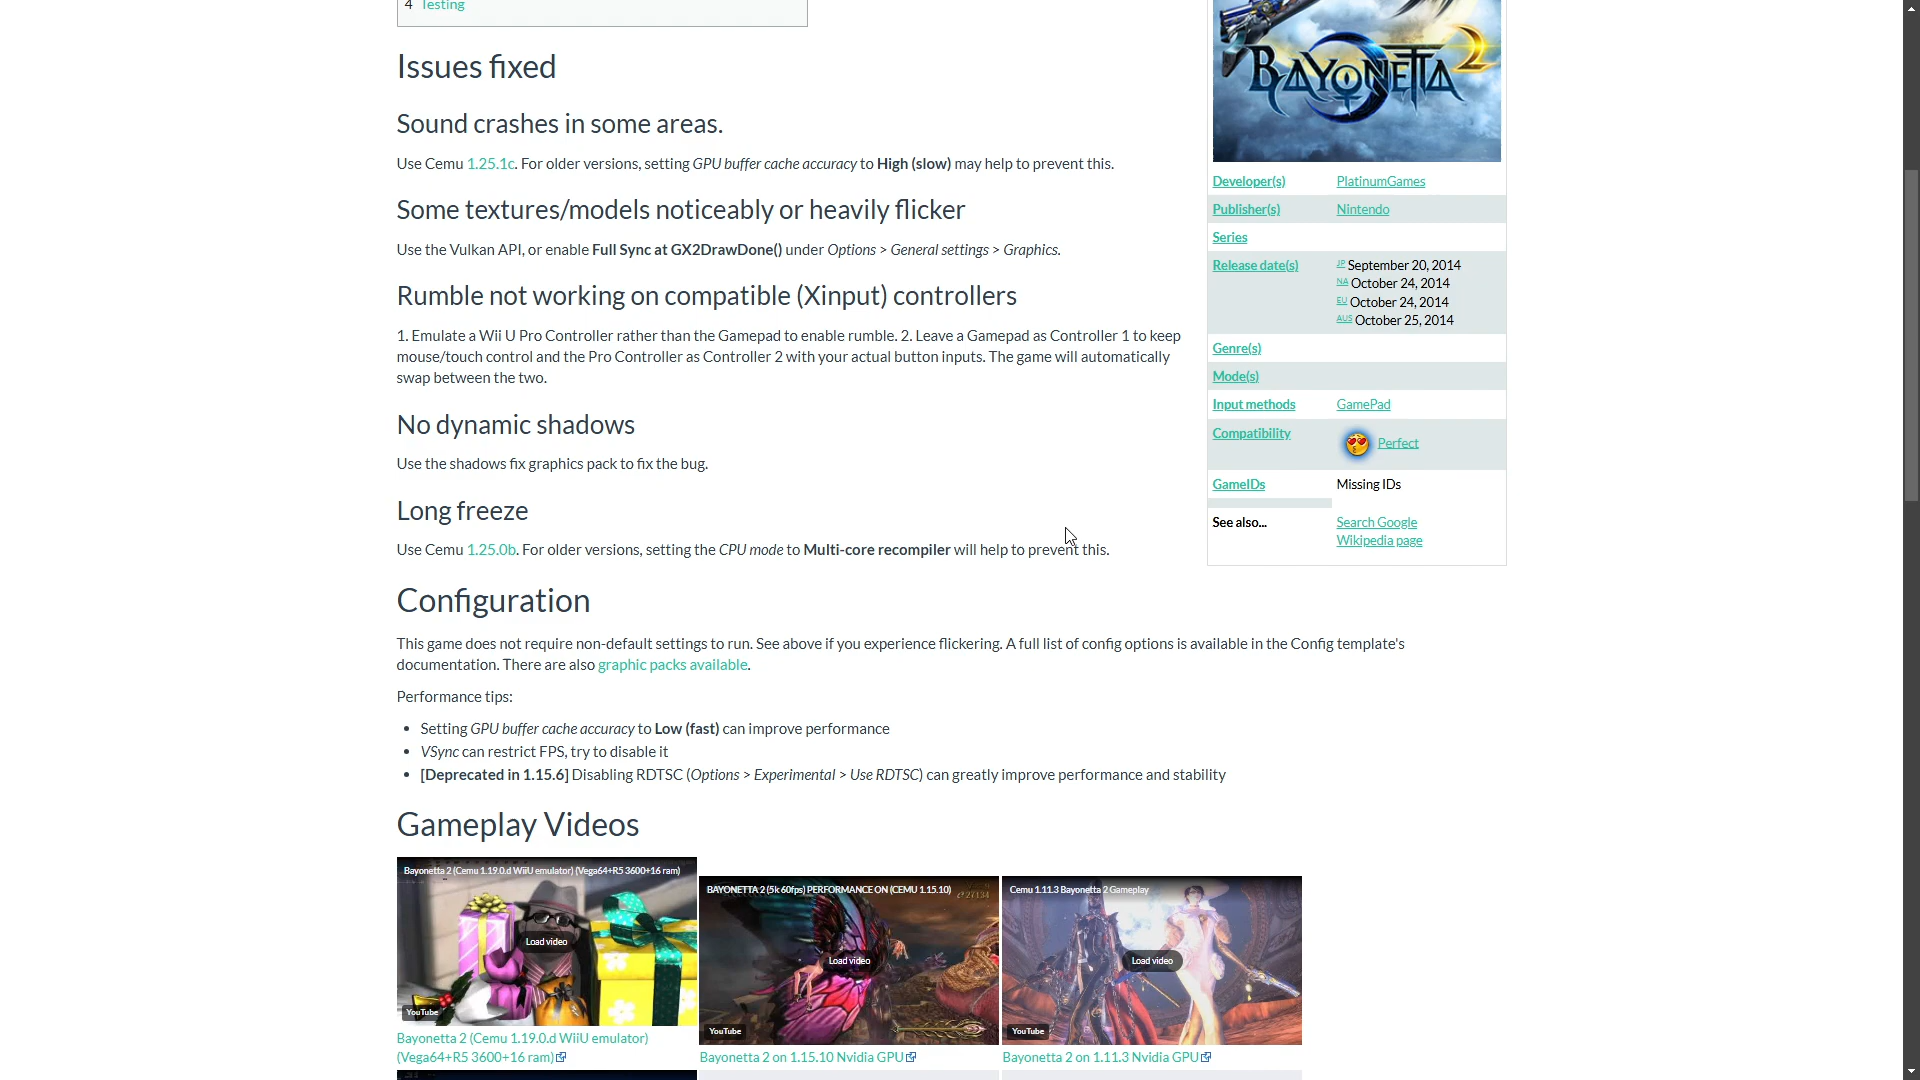 4 Testing
Issues fixed
Sound crashes in some areas.
Use Cemu 1.25.1c. For older versions, setting GPU buffer cache accuracy to High (slow) may help to prevent this.
Some textures/models noticeably or heavily flicker
Use the Vulkan API, or enable Full Sync at GX2DrawDone() under Options > General settings > Graphics.
Rumble not working on compatible (Xinput) controllers
1. Emulate a Wii U Pro Controller rather than the Gamepad to enable rumble. 2. Leave a Gamepad as Controller 1 to keep
mouse/touch control and the Pro Controller as Controller 2 with your actual button inputs. The game will automatically
swap between the two.
No dynamic shadows
Use the shadows fix graphics pack to fix the bug.
Long freeze
Use Cemu 1.25.0b. For older versions, setting the CPU mode to Multi-core recompiler will help to prevent this.
BAYONETTA 2
Developer(s) PlatinumGames
Publisher(s) Nintendo
Series
Release date(s) JP September 20, 2014
NA October 24, 2014
EU October 24, 2014
AUS October 25, 2014
Genre(s)
Mode(s)
Input methods GamePad
Compatibility Perfect
GameIDs Missing IDs
See also... Search Google
Wikipedia page
Configuration
This game does not require non-default settings to run. See above if you experience flickering. A full list of config options is available in the Config template's
documentation. There are also graphic packs available.
Performance tips:
• Setting GPU buffer cache accuracy to Low (fast) can improve performance
• VSync can restrict FPS, try to disable it
• [Deprecated in 1.15.6] Disabling RDTSC (Options > Experimental > Use RDTSC) can greatly improve performance and stability
Gameplay Videos
Bayonetta 2 (Cemu 1.19.0.d WiiU emulator) (Vega64+R5 3600+16 ram)
Load video
YouTube
Bayonetta 2 (Cemu 1.19.0.d WiiU emulator)
(Vega64+R5 3600+16 ram)
BAYONETTA 2 (5k 60fps) PERFORMANCE ON (CEMU 1.15.10)
27134
Load video
YouTube
Bayonetta 2 on 1.15.10 Nvidia GPU
Cemu 1.11.3 Bayonetta 2 Gameplay
Load video
YouTube
Bayonetta 2 on 1.11.3 Nvidia GPU